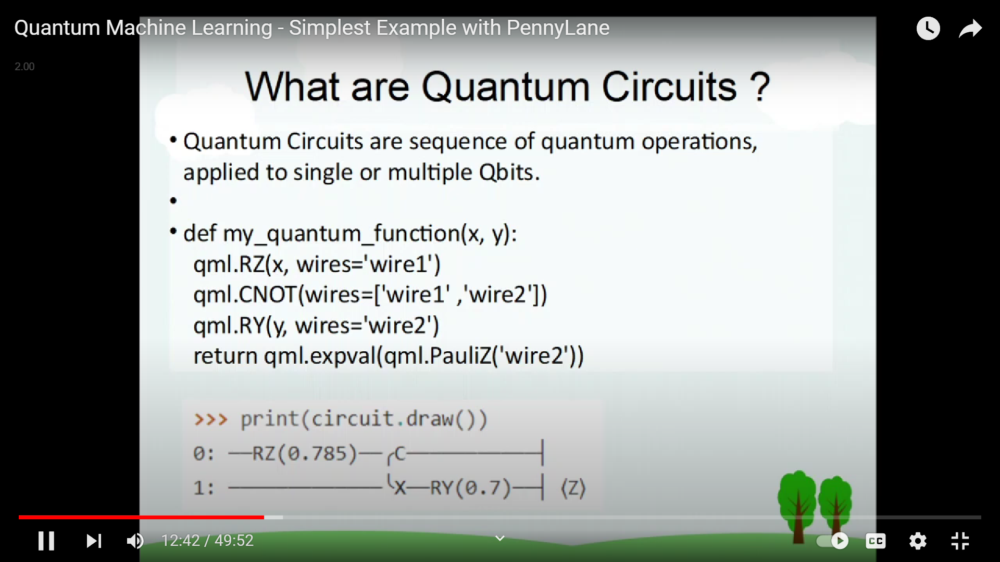 Quantum Machine Learning - Simplest Example with PennyLane
2.00
What are Quantum Circuits ?
• Quantum Circuits are sequence of quantum operations,
applied to single or multiple Qbits.
•
• def my_quantum_function(x, y):
qml.RZ(x, wires='wire1')
qml.CNOT(wires=['wire1' ,'wire2'])
qml.RY(y, wires='wire2')
return qml.expval(qml.PauliZ('wire2'))
>>> print(circuit.draw())
0: ──RZ(0.785)──╭C───────────┤
1: ─────────────╰X──RY(0.7)──┤ ⟨Z⟩
12:42 / 49:52
CC